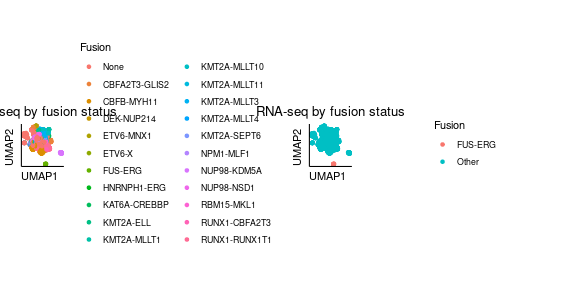 Fusion
None
CBFA2T3-GLIS2
CBFB-MYH11
DEK-NUP214
ETV6-MNX1
ETV6-X
FUS-ERG
HNRNPH1-ERG
KAT6A-CREBBP
KMT2A-ELL
KMT2A-MLLT1
KMT2A-MLLT10
KMT2A-MLLT11
KMT2A-MLLT3
KMT2A-MLLT4
KMT2A-SEPT6
NPM1-MLF1
NUP98-KDM5A
NUP98-NSD1
RBM15-MKL1
RUNX1-CBFA2T3
RUNX1-RUNX1T1
seq by fusion status
UMAP2
UMAP1
RNA-seq by fusion status
UMAP2
UMAP1
Fusion
FUS-ERG
Other